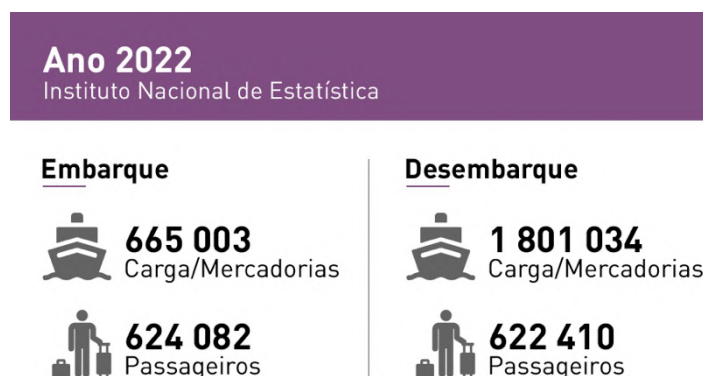 Ano 2022
Instituto Nacional de Estatística
Embarque
665 003
Carga/Mercadorias
624 082
Passageiros
Desembarque
1 801 034
Carga/Mercadorias
622 410
Passageiros